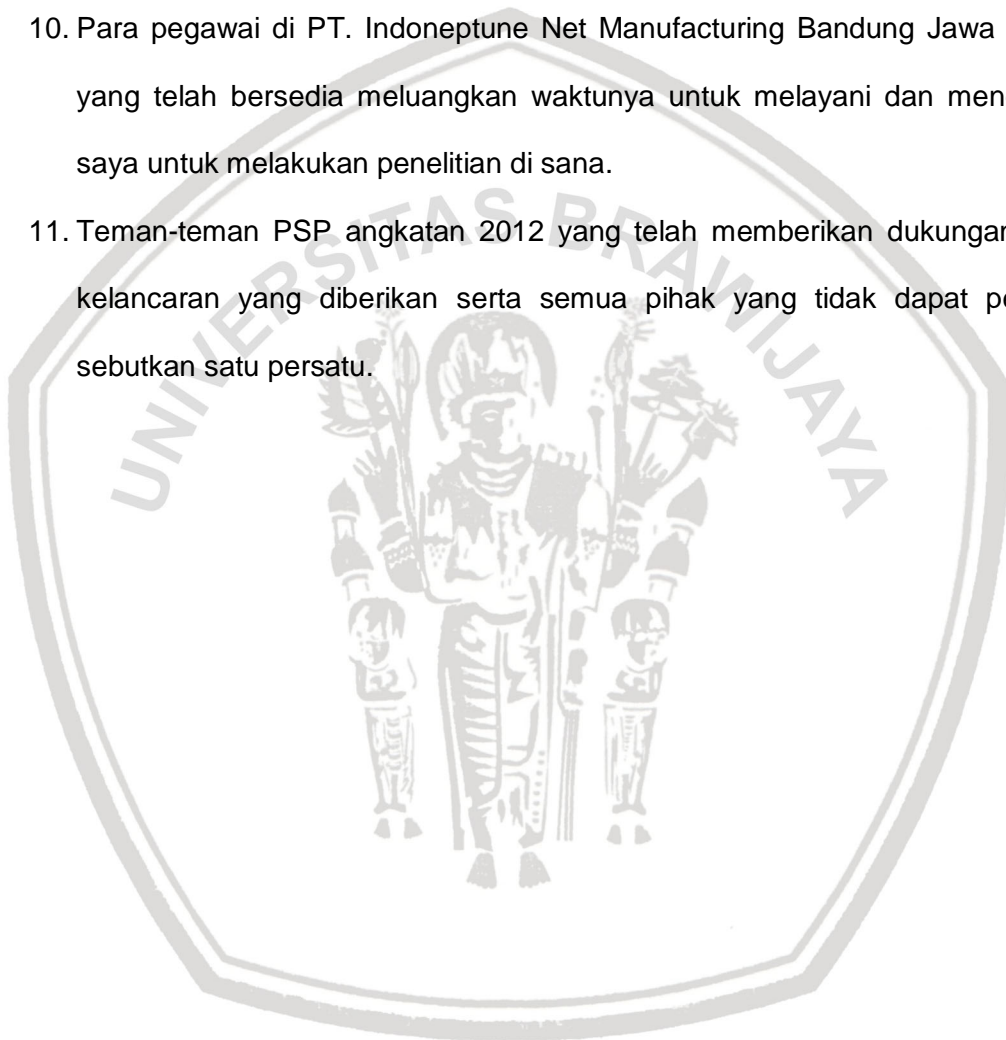 10. Para pegawai di PT. Indoneptune Net Manufacturing Bandung Jawa
yang telah bersedia meluangkan waktunya untuk melayani dan men
saya untuk melakukan penelitian di sana.
11. Teman-teman PSP angkatan 2012 yang telah memberikan dukungan
kelancaran yang diberikan serta semua pihak yang tidak dapat pe
sebutkan satu persatu.
UNIVERSITAS BRAWIJAYA